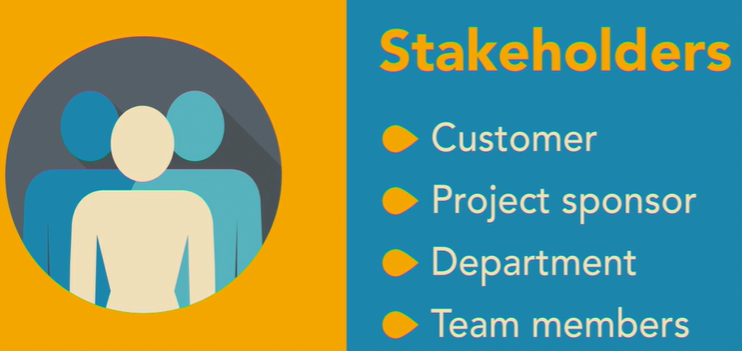 Stakeholders
Customer
Project sponsor
Department
Team members